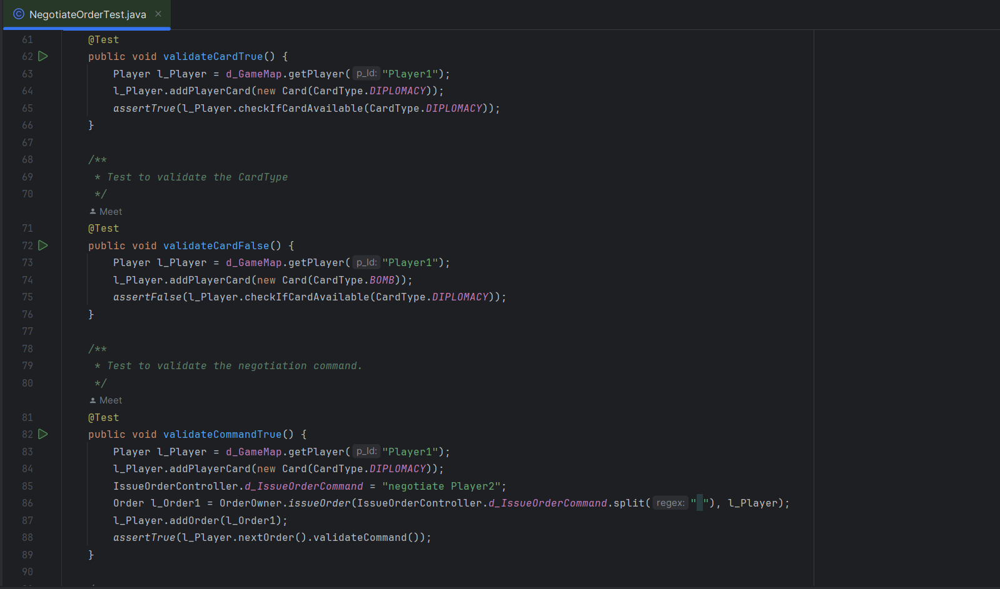 NegotiateOrderTest.java
61 @Test
62 public void validateCardTrue() {
63 Player l_Player = d_GameMap.getPlayer( p_Id: "Player1");
64 l_Player.addPlayerCard(new Card(CardType.DIPLOMACY));
65 assertTrue(l_Player.checkIfCardAvailable(CardType.DIPLOMACY));
66 }
67
68 /**
69 * Test to validate the CardType
70 */
Meet
71 @Test
72 public void validateCardFalse() {
73 Player l_Player = d_GameMap.getPlayer( p_Id: "Player1");
74 l_Player.addPlayerCard(new Card(CardType.BOMB));
75 assertFalse(l_Player.checkIfCardAvailable(CardType.DIPLOMACY));
76 }
77
78 /**
79 * Test to validate the negotiation command.
80 */
Meet
81 @Test
82 public void validateCommandTrue() {
83 Player l_Player = d_GameMap.getPlayer( p_Id: "Player1");
84 l_Player.addPlayerCard(new Card(CardType.DIPLOMACY));
85 IssueOrderController.d_IssueOrderCommand = "negotiate Player2";
86 Order l_Order1 = OrderOwner.issueOrder(IssueOrderController.d_IssueOrderCommand.split( regex: " "), l_Player);
87 l_Player.addOrder(l_Order1);
88 assertTrue(l_Player.nextOrder().validateCommand());
89 }
90